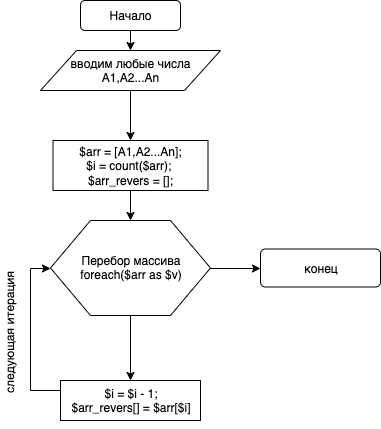 Начало
вводим любые числа
A1,A2...An
$arr = [A1,A2...An];
$i = count($arr);
$arr_revers = [];
Перебор массива
foreach($arr as $v)
конец
следующая итерация
$i = $i - 1;
$arr_revers[] = $arr[$i]